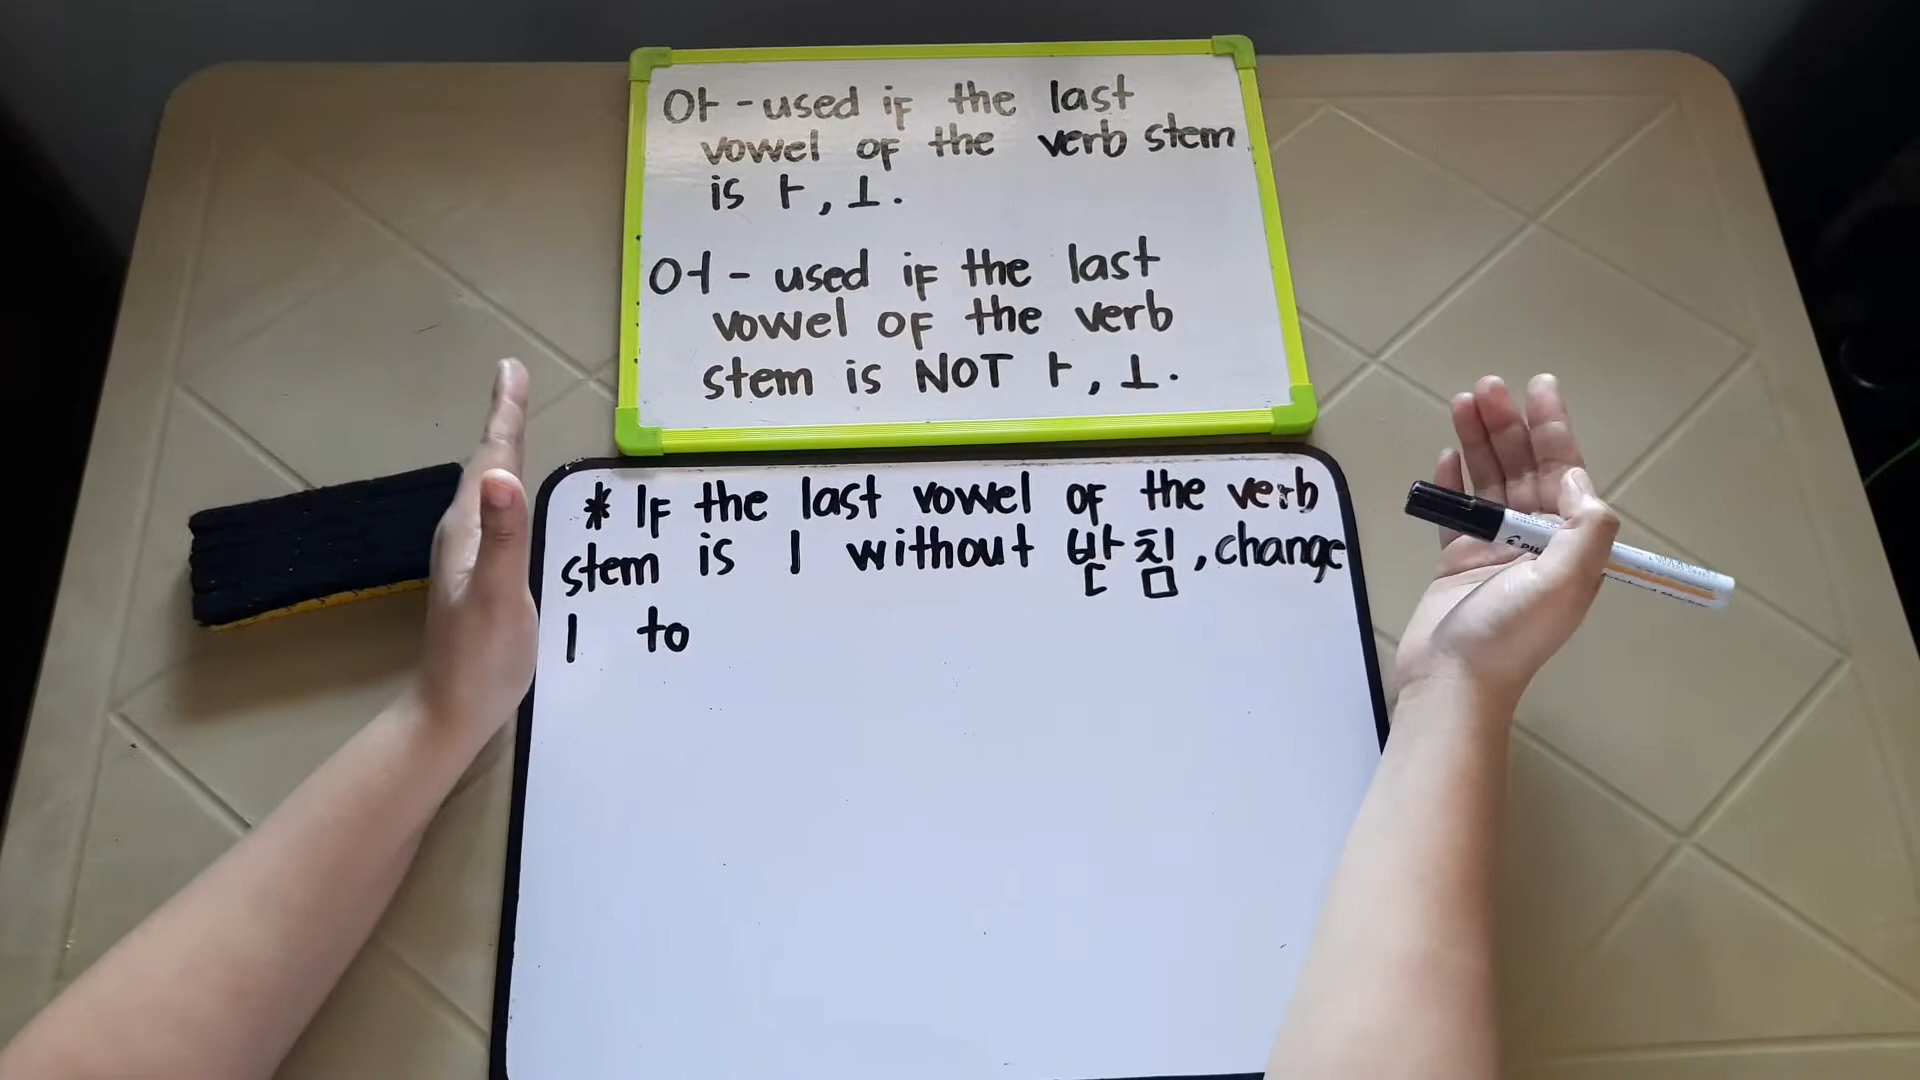 아 - used if the last
vowel of the verb stem
is ㅏ, ㅗ.
어 - used if the last
vowel of the verb
stem is NOT ㅏ, ㅗ.
* If the last vowel of the verb
stem is ㅣ without 받침, change
ㅣ to